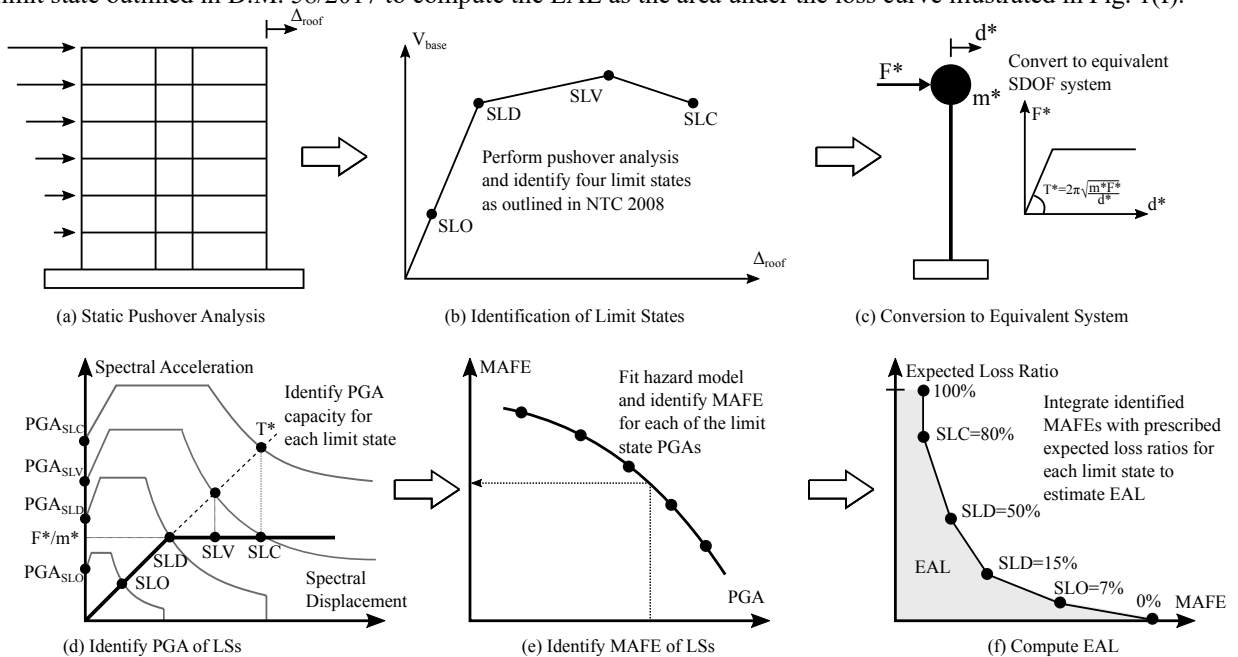 limit state outlined in D.M. 58/2017 to compute the EAL as the area under the loss curve illustrated in Fig. 1(f).
Δroof
(a) Static Pushover Analysis
Vbase
SLO
SLD
SLV
SLC
Perform pushover analysis
and identify four limit states
as outlined in NTC 2008
Δroof
(b) Identification of Limit States
d*
F*
m*
Convert to equivalent
SDOF system
F*
T*=2π√m*F*/d*
d*
(c) Conversion to Equivalent System
Spectral Acceleration
Identify PGA
capacity for
each limit state
T*
PGASLC
PGASLV
PGASLD
F*/m*
PGASLO
SLO
SLD
SLV
SLC
Spectral
Displacement
(d) Identify PGA of LSs
MAFE
Fit hazard model
and identify MAFE
for each of the limit
state PGAs
PGA
(e) Identify MAFE of LSs
Expected Loss Ratio
100%
SLC=80%
SLD=50%
SLD=15%
SLO=7%
0%
Integrate identified
MAFEs with prescribed
expected loss ratios for
each limit state to
estimate EAL
EAL
MAFE
(f) Compute EAL